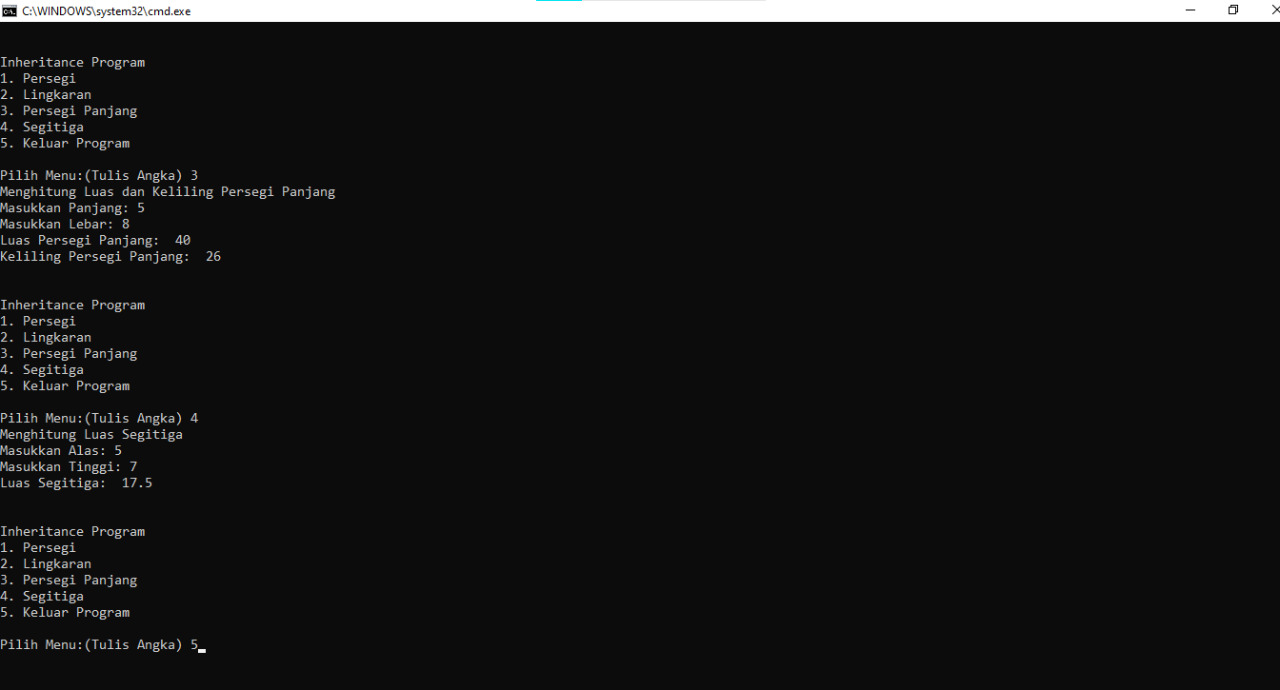 C:\WINDOWS\system32\cmd.exe
Inheritance Program
1. Persegi
2. Lingkaran
3. Persegi Panjang
4. Segitiga
5. Keluar Program
Pilih Menu:(Tulis Angka) 3
Menghitung Luas dan Keliling Persegi Panjang
Masukkan Panjang: 5
Masukkan Lebar: 8
Luas Persegi Panjang:  40
Keliling Persegi Panjang:  26
Inheritance Program
1. Persegi
2. Lingkaran
3. Persegi Panjang
4. Segitiga
5. Keluar Program
Pilih Menu:(Tulis Angka) 4
Menghitung Luas Segitiga
Masukkan Alas: 5
Masukkan Tinggi: 7
Luas Segitiga:  17.5
Inheritance Program
1. Persegi
2. Lingkaran
3. Persegi Panjang
4. Segitiga
5. Keluar Program
Pilih Menu:(Tulis Angka) 5